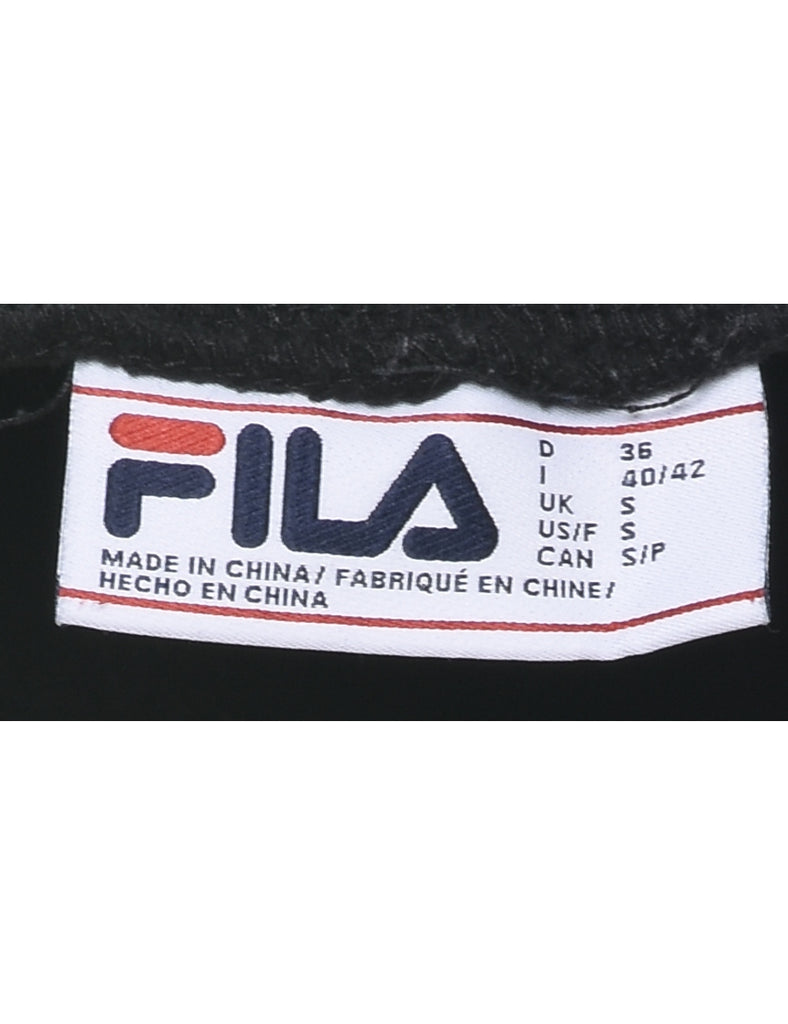 FILA
D 36
I 40/42
UK S
US/F S
CAN S/P
MADE IN CHINA/ FABRIQUÉ EN CHINE/
HECHO EN CHINA